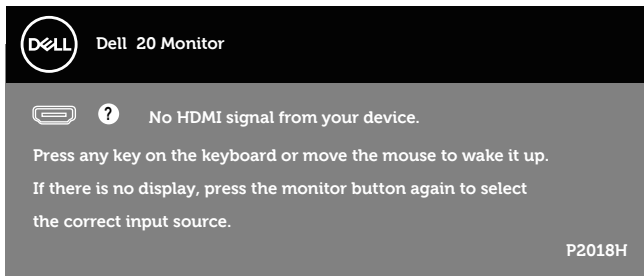 DELL Dell 20 Monitor
? No HDMI signal from your device.
Press any key on the keyboard or move the mouse to wake it up.
If there is no display, press the monitor button again to select
the correct input source.
P2018H